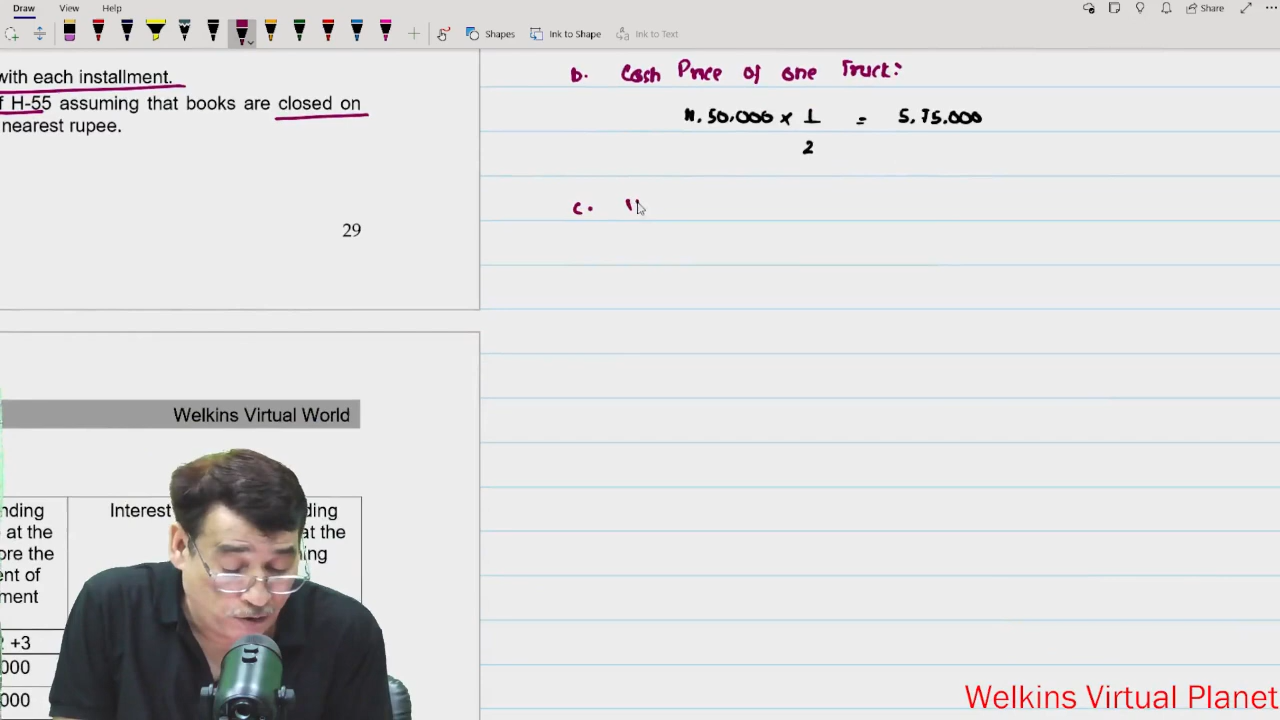 Draw View Help
Share
Shapes Ink to Shape Ink to Text
with each installment.
of H-55 assuming that books are closed on
nearest rupee.
29
b. Cash Price of one Truck:
11,50,000 × 1/2 = 5,75,000
c.
Welkins Virtual World
Interest
nding
at the
ore the
ent of
ment
ding
at the
ing
+3
000
000
Welkins Virtual Planet